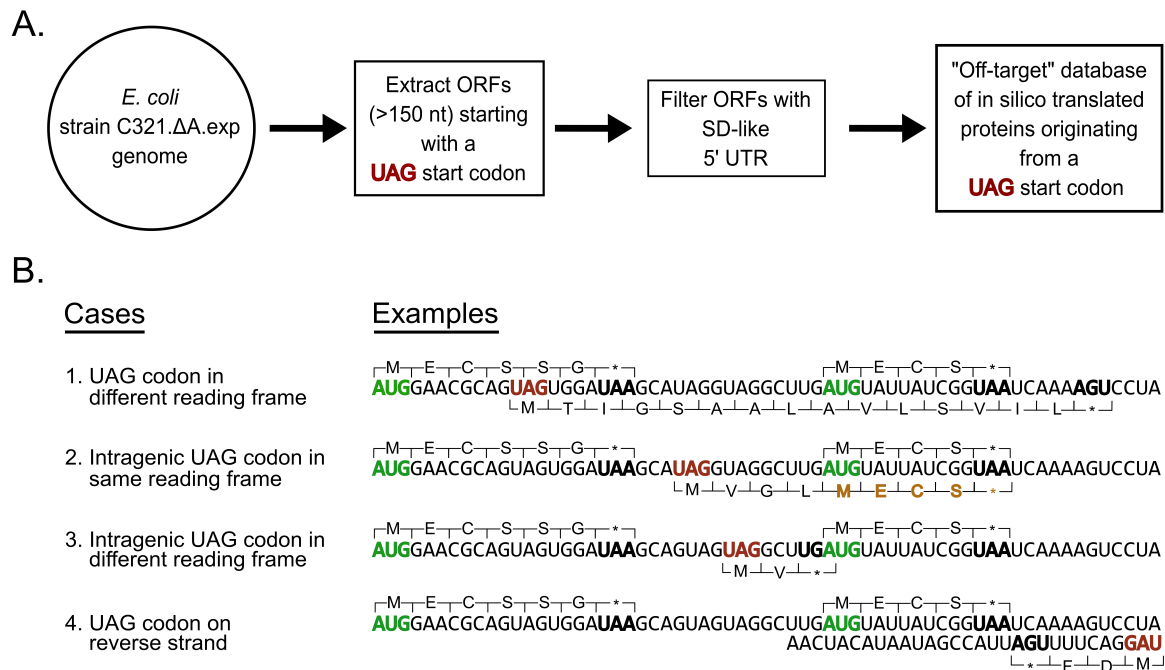 A.
E. coli
strain C321.ΔA.exp
genome
Extract ORFs
(>150 nt) starting
with a
UAG start codon
Filter ORFs with
SD-like
5' UTR
"Off-target" database
of in silico translated
proteins originating
from a
UAG start codon
B.
Cases
Examples
1. UAG codon in
different reading frame
M E C S S G * M E C S *
AUGGAACGCAGUAGUGGAUAAGCAUAGGUAGGCUUGAUGUAUUAUCGGUAAUCAAAAGUCCUA
M T I G S A A L A V L S V I L *
2. Intragenic UAG codon in
same reading frame
M E C S S G * M E C S *
AUGGAACGCAGUAGUGGAUAAGCAUAGGUAGGCUUGAUGUAUUAUCGGUAAUCAAAAGUCCUA
M V G L M E C S *
3. Intragenic UAG codon in
different reading frame
M E C S S G * M E C S *
AUGGAACGCAGUAGUGGAUAAGCAGUAGUAGGCUUGAUGUAUUAUCGGUAAUCAAAAGUCCUA
M V *
4. UAG codon on
reverse strand
M E C S S G * M E C S *
AUGGAACGCAGUAGUGGAUAAGCAGUAGUAGGCUUGAUGUAUUAUCGGUAAUCAAAAGUCCUA
AACUACAUAAUAGCCAUUAGUUUUCAGGAU
* F D M